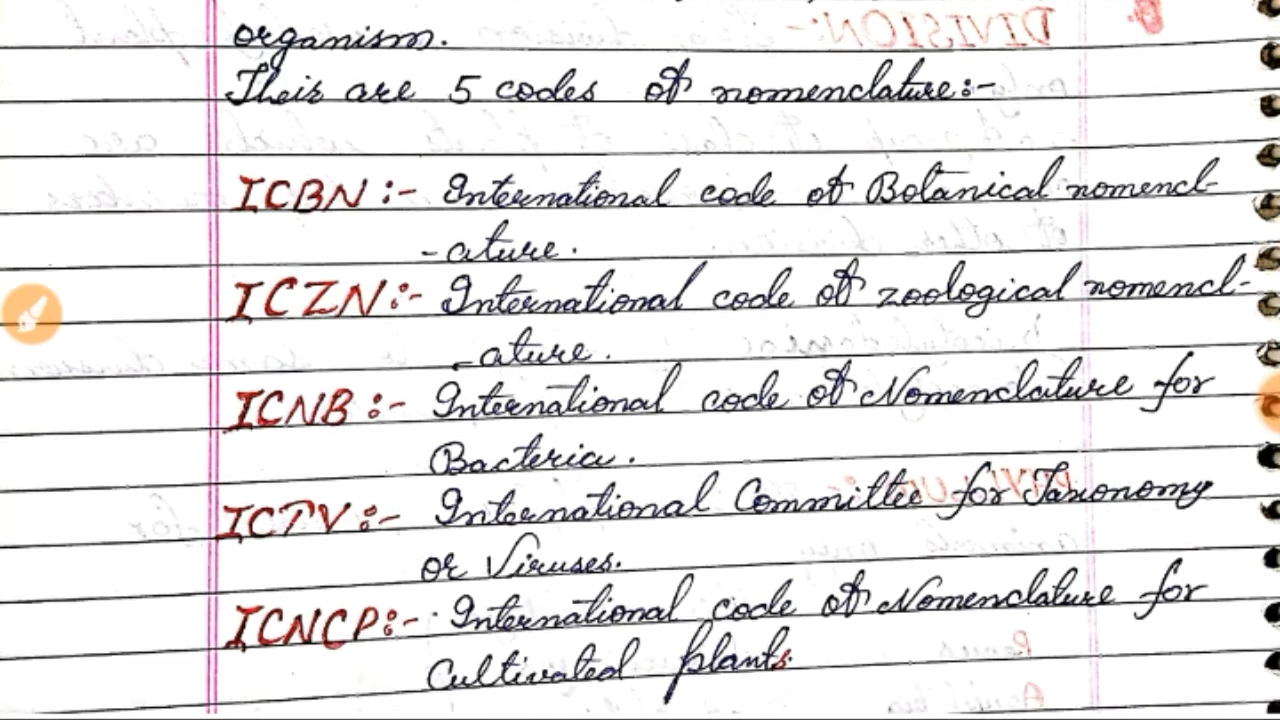 organism.
Their are 5 codes of nomenclature:-
ICBN :- International code of Botanical nomencl-
-ature.
ICZN:- International code of zoological nomencl-
-ature.
ICNB :- International code of Nomenclature for
Bacteria.
ICTV:- International Committee for Taxonomy
or Viruses.
ICNCP:- International code of Nomenclature for
Cultivated plants.